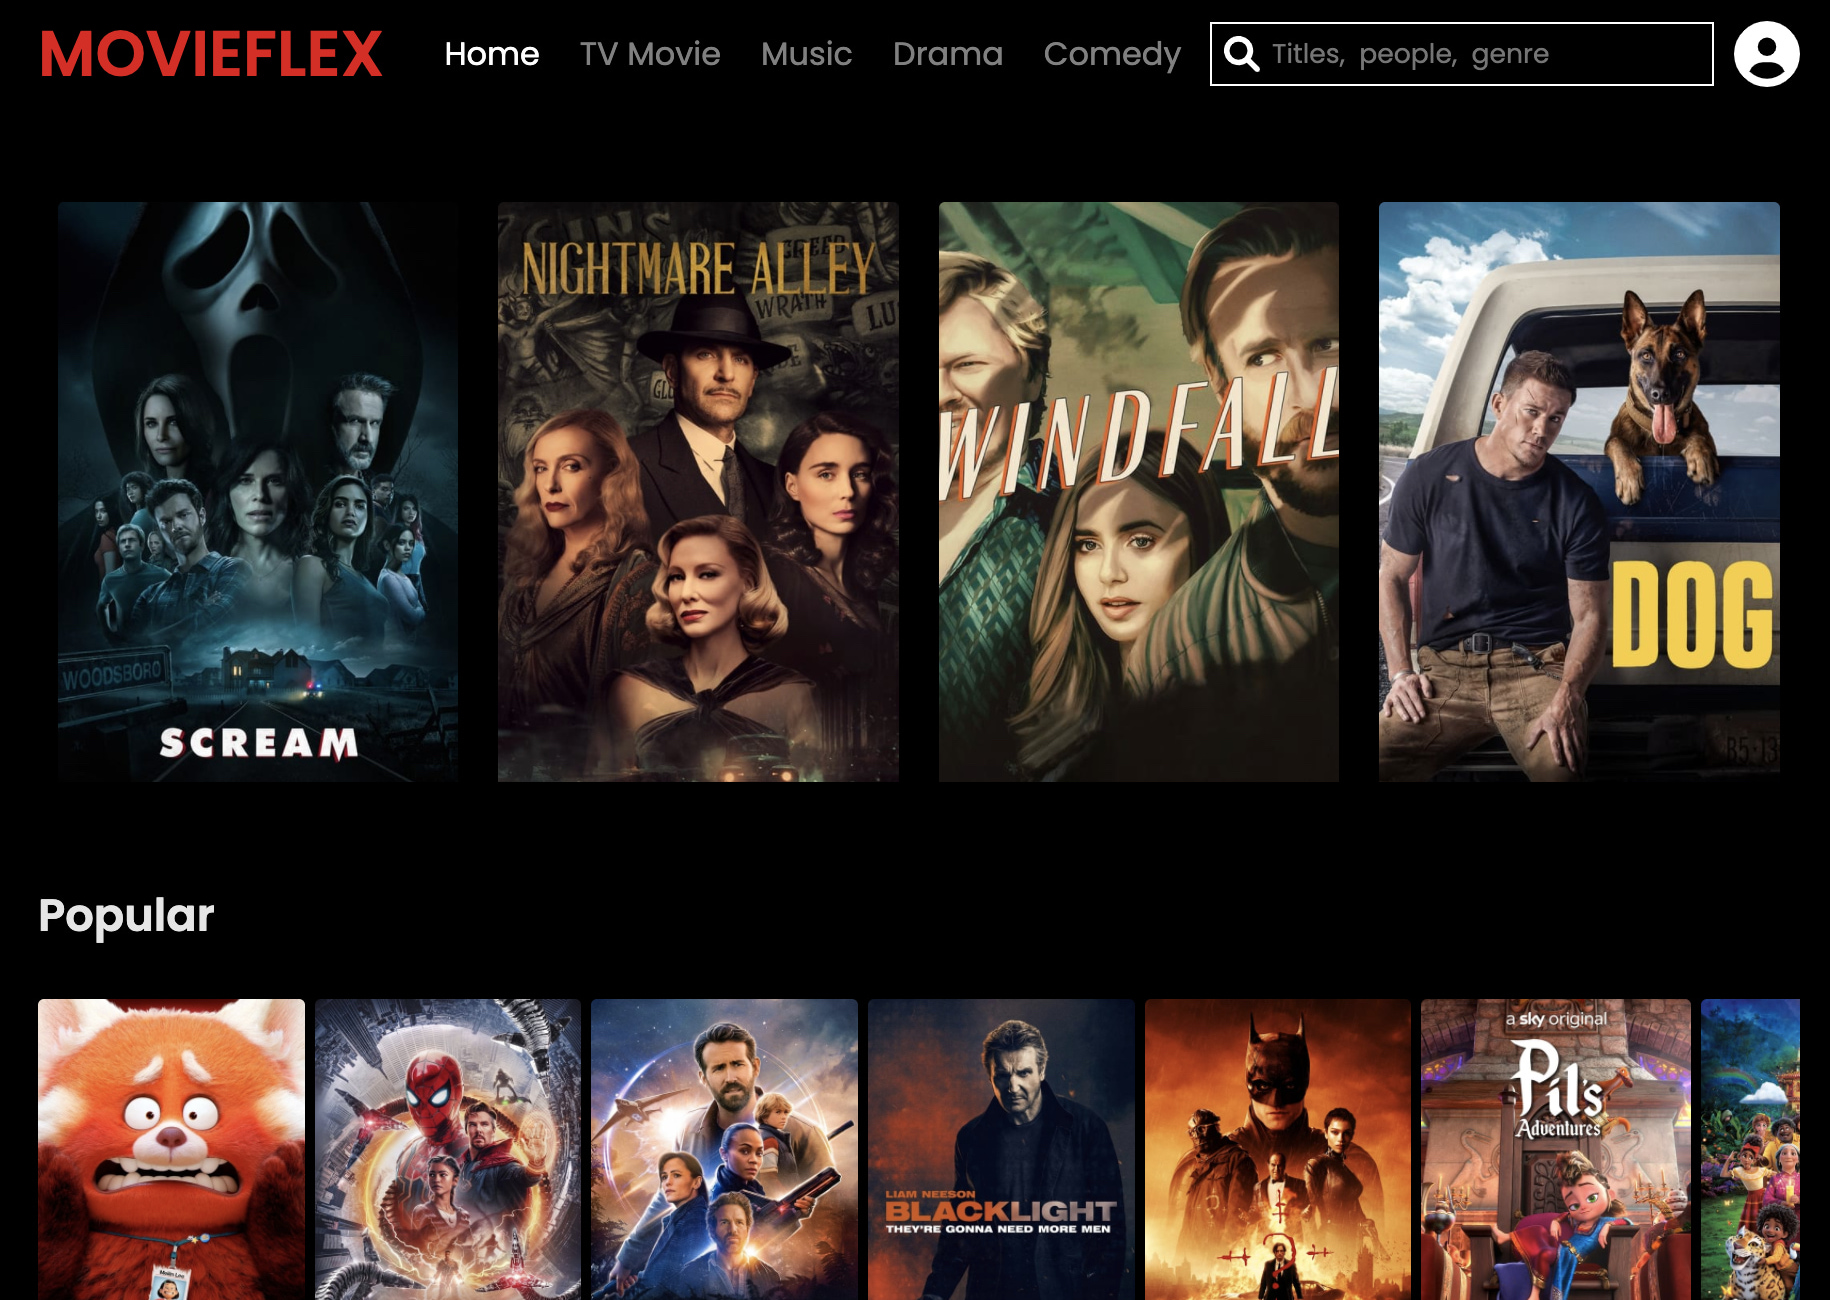 MOVIEFLEX
Home TV Movie Music Drama Comedy
Titles, people, genre
WOODSBORO
SCREAM
NIGHTMARE ALLEY
WRATH
WINDFALL
DOG
Popular
LIAM NEESON
BLACKLIGHT
THEY'RE GONNA NEED MORE MEN
a sky original
Pil's
Adventures